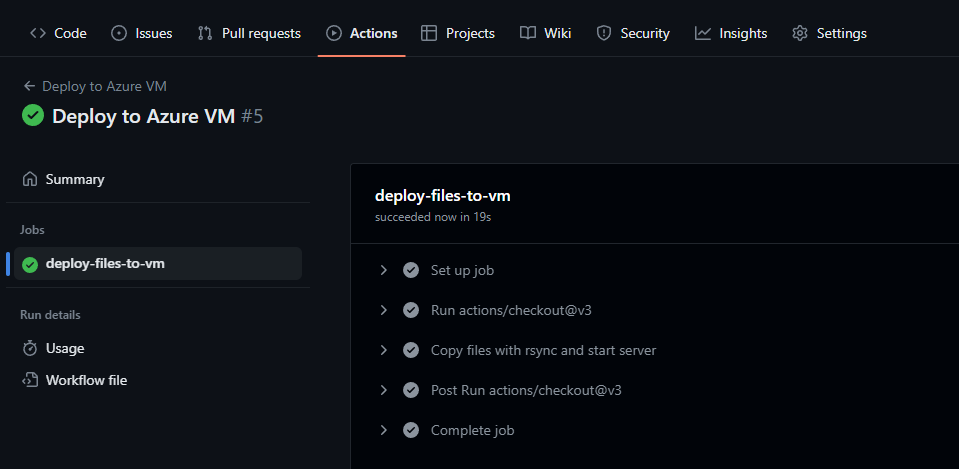 Code Issues Pull requests Actions Projects Wiki Security Insights Settings
Deploy to Azure VM
Deploy to Azure VM #5
Summary
Jobs
deploy-files-to-vm
Run details
Usage
Workflow file
deploy-files-to-vm
succeeded now in 19s
Set up job
Run actions/checkout@v3
Copy files with rsync and start server
Post Run actions/checkout@v3
Complete job